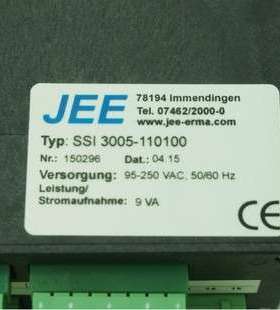 JEE
78194 Immendingen
Tel. 07462/2000-0
www.jee-erma.com
Typ: SSI 3005-110100
Nr.: 150296 Dat.: 04.15
Versorgung: 95-250 VAC, 50/60 Hz
Leistung/
Stromaufnahme: 9 VA
CE